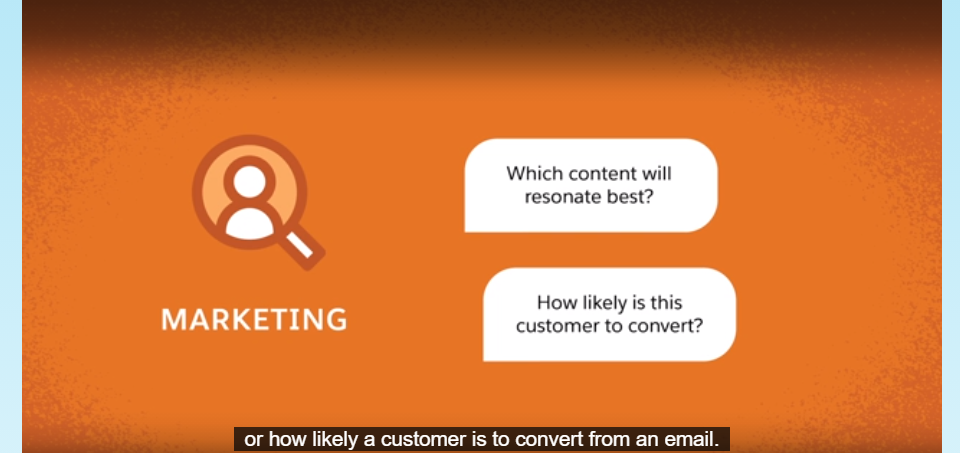 Which content will
resonate best?
How likely is this
customer to convert?
MARKETING
or how likely a customer is to convert from an email.